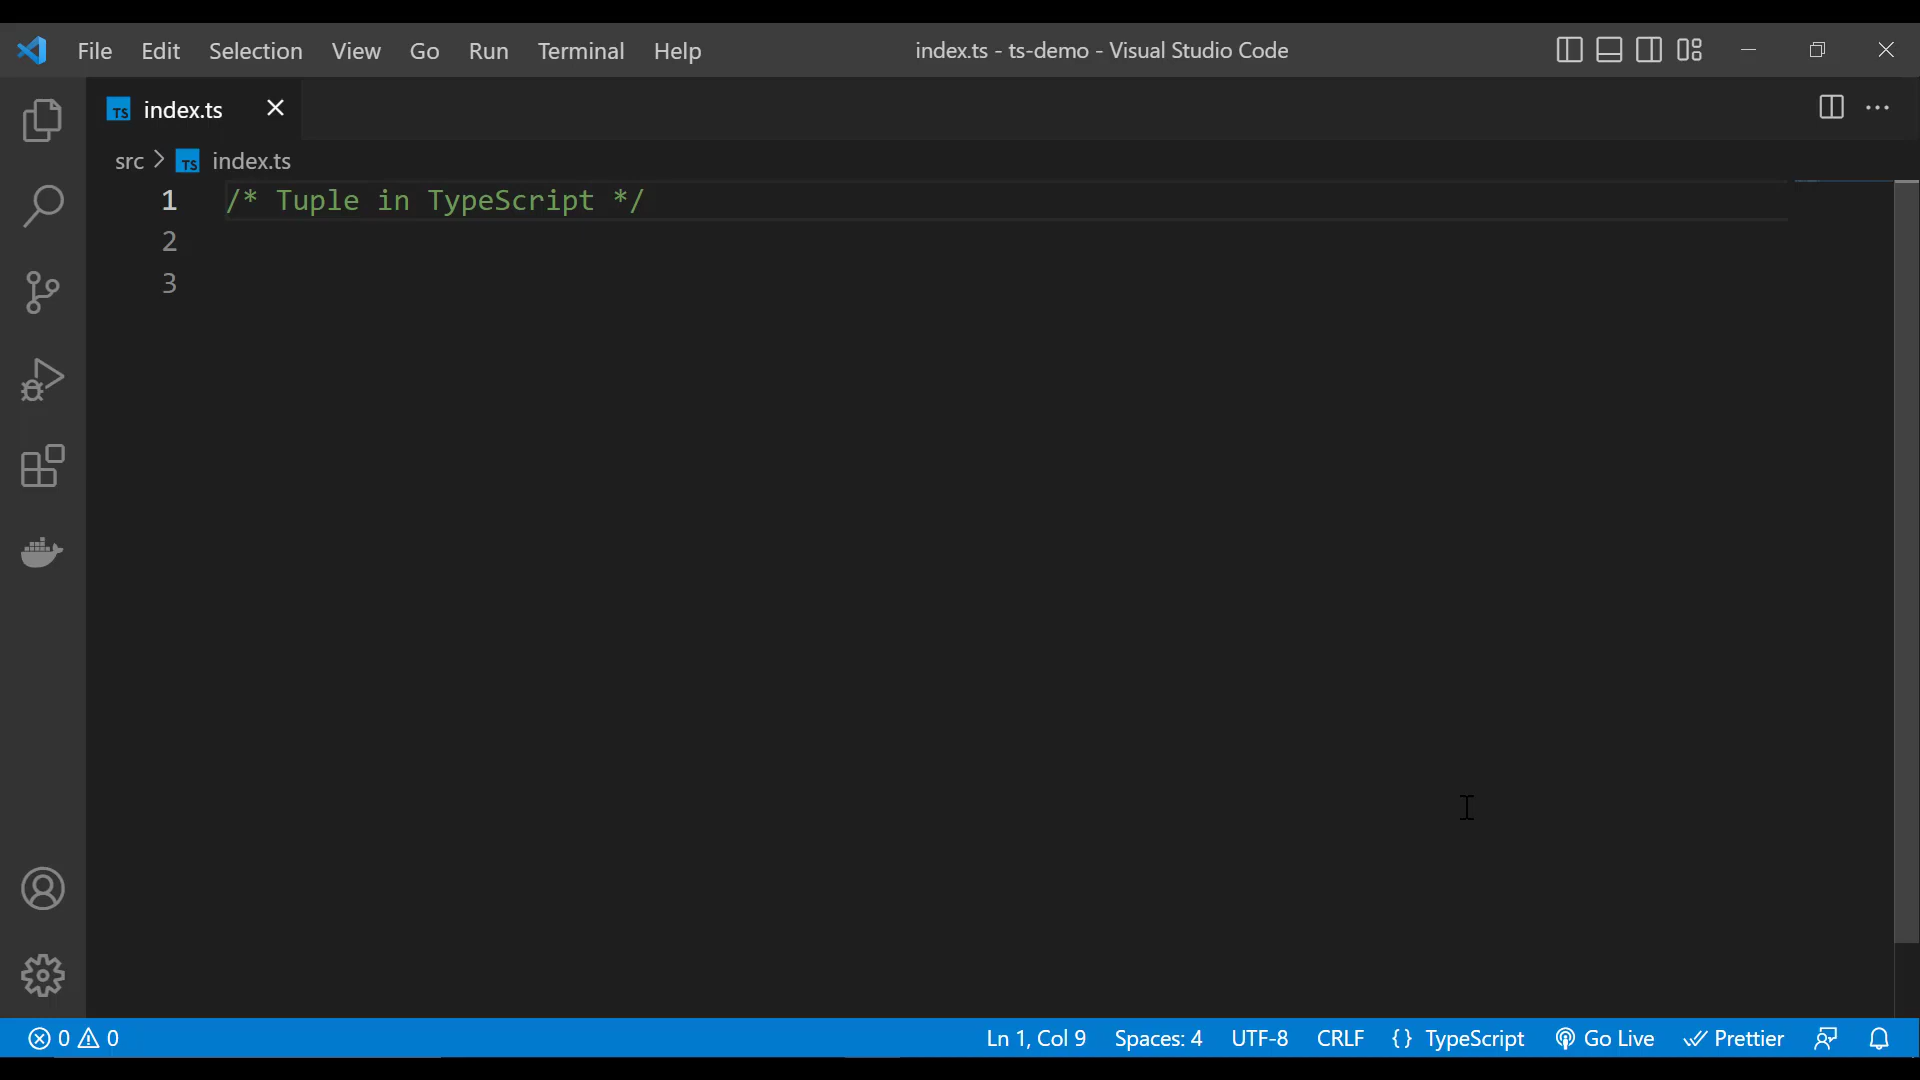 File Edit Selection View Go Run Terminal Help index.ts - ts-demo - Visual Studio Code
TS index.ts
src > TS index.ts
1 /* Tuple in TypeScript */
2
3
0 0 Ln 1, Col 9 Spaces: 4 UTF-8 CRLF {} TypeScript Go Live Prettier